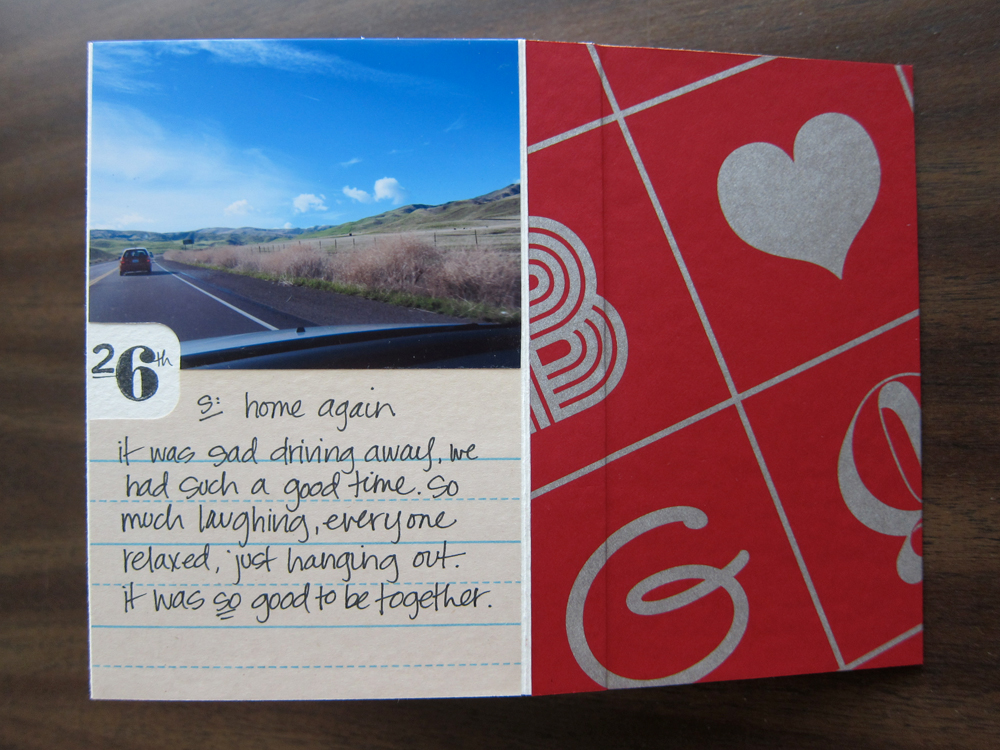 26th
s: home again
it was sad driving away, we
had such a good time. So
much laughing, everyone
relaxed, just hanging out.
it was so good to be together.
B
G
Q